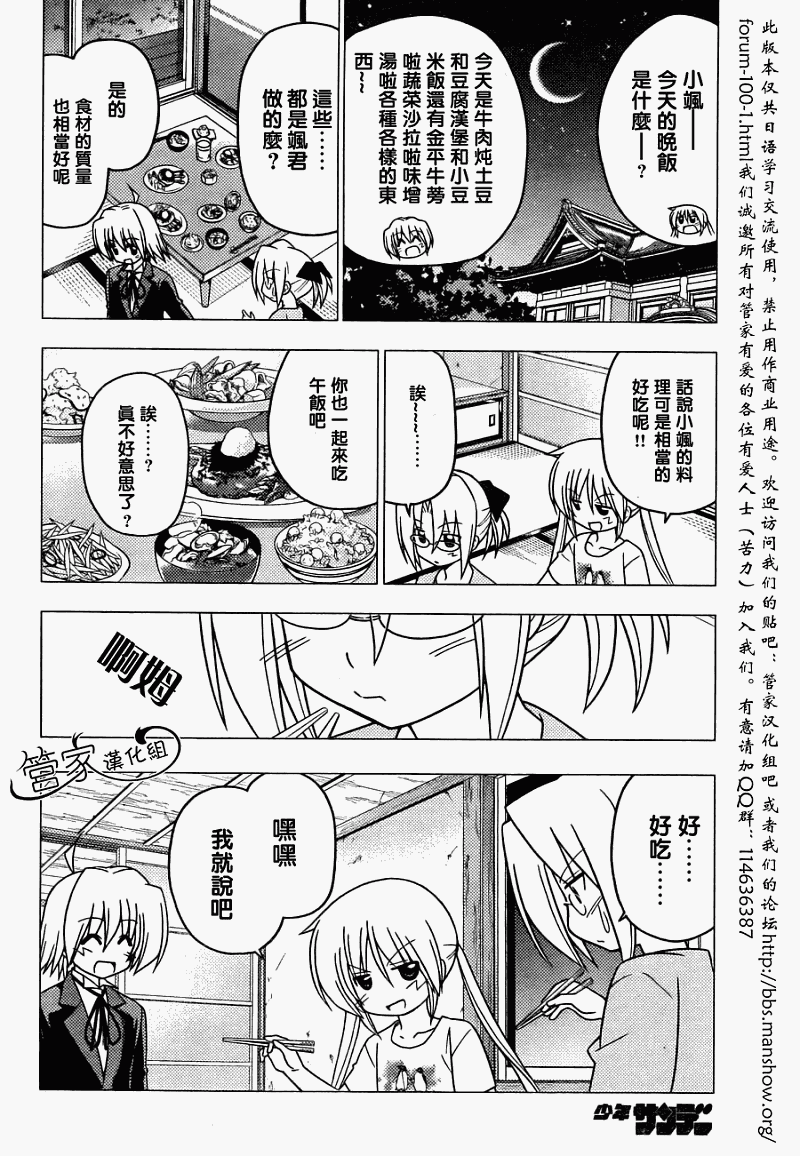 小颯——
今天的晚飯
是什麼——?
今天是牛肉炖土豆
和豆腐漢堡和小豆
米飯還有金平牛蒡
啦蔬菜沙拉啦味增
湯啦各種各樣的東
西~~
這些……
都是颯君
做的麼?
是的
食材的質量
也相當好呢
話說小颯的料
理可是相當的
好吃呢!!
誒~~~……
你也一起來吃
午飯吧
誒……?
真不好意思了?
啊姆
好……
好吃……
嘿嘿
我就說吧
管家漢化組
少年サンデー
此版本仅共日语学习交流使用，禁止用作商业用途。欢迎访问我们的贴吧：管家汉化组吧 或者我们的论坛http://bbs.manshow.org/
forum-100-1.html我们诚邀所有对管家有爱的各位有爱人士（苦力）加入我们。有意请加QQ群：114636387